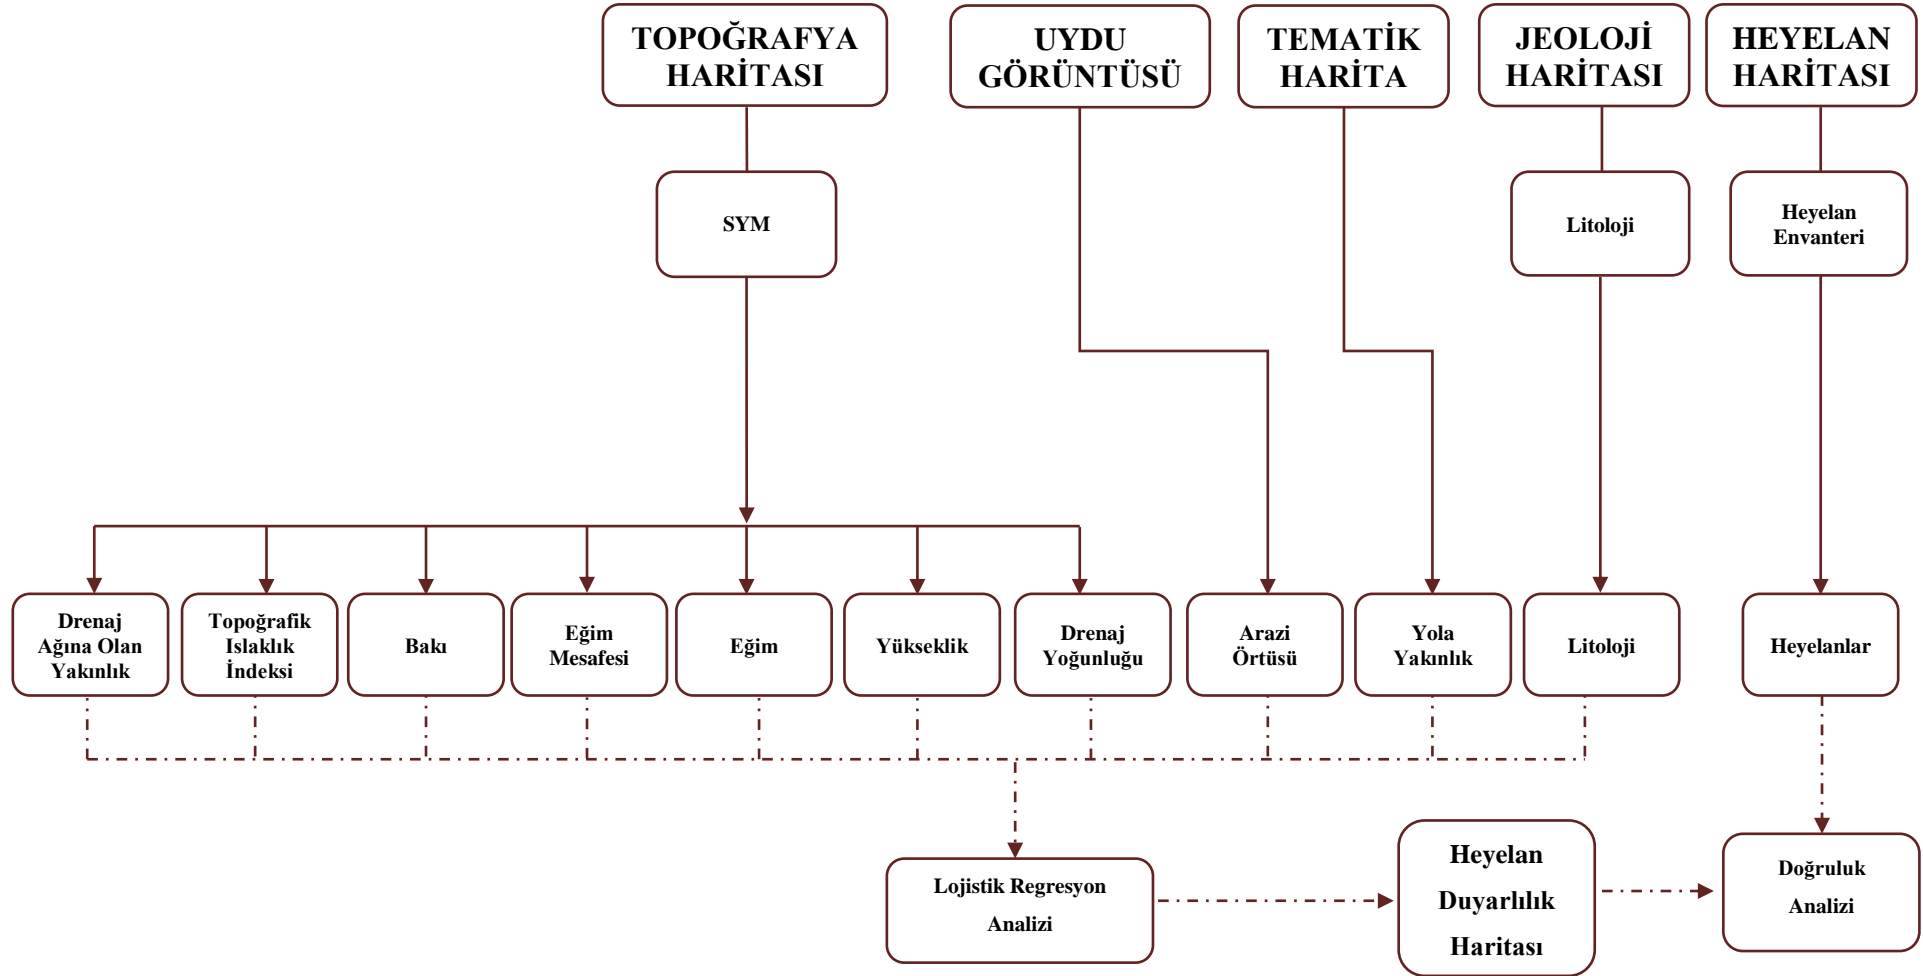 TOPOĞRAFYA
HARİTASI
UYDU
GÖRÜNTÜSÜ
TEMATİK
HARİTA
JEOLOJİ
HARİTASI
HEYELAN
HARİTASI
SYM
Litoloji
Heyelan
Envanteri
Drenaj
Ağına Olan
Yakınlık
Topoğrafik
Islaklık
İndeksi
Bakı
Eğim
Mesafesi
Eğim
Yükseklik
Drenaj
Yoğunluğu
Arazi
Örtüsü
Yola
Yakınlık
Litoloji
Heyelanlar
Lojistik Regresyon
Analizi
Heyelan
Duyarlılık
Haritası
Doğruluk
Analizi